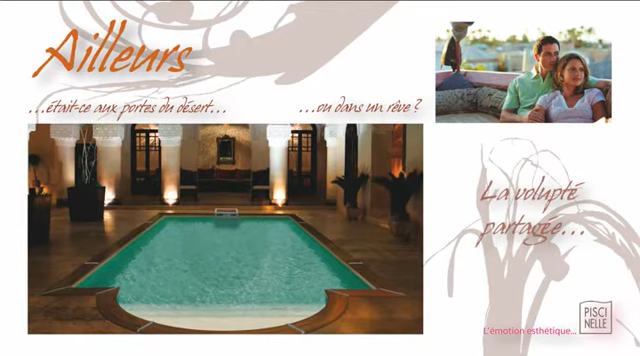 Ailleurs
...était-ce aux portes du désert...
...ou dans un rêve ?
La volupté
partagée...
L'émotion esthétique...
PISCI
NELLE